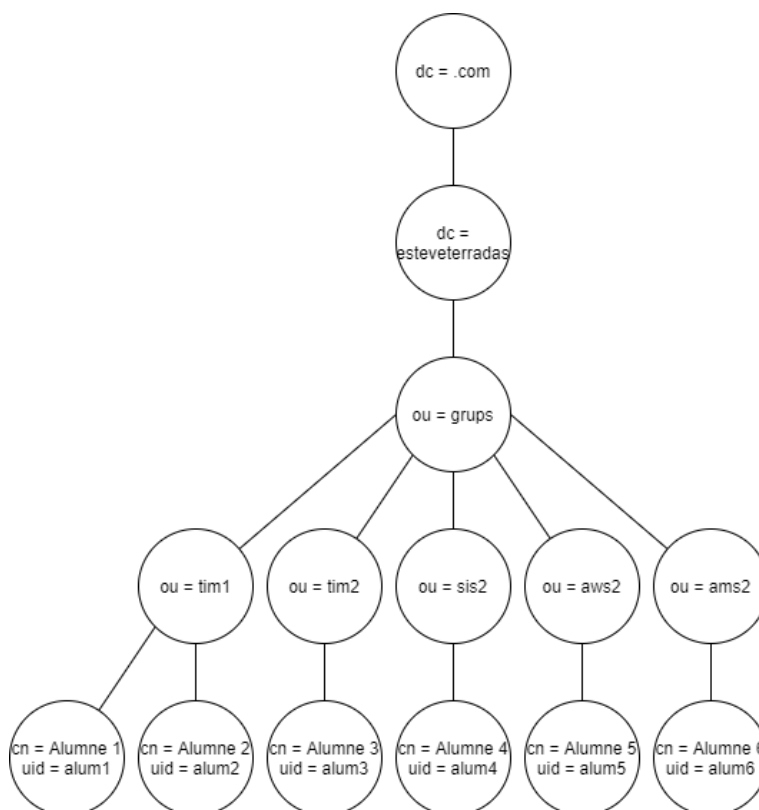 dc = .com
dc =
esteveterradas
ou = grups
ou = tim1
ou = tim2
ou = sis2
ou = aws2
ou = ams2
cn = Alumne 1
uid = alum1
cn = Alumne 2
uid = alum2
cn = Alumne 3
uid = alum3
cn = Alumne 4
uid = alum4
cn = Alumne 5
uid = alum5
cn = Alumne 6
uid = alum6